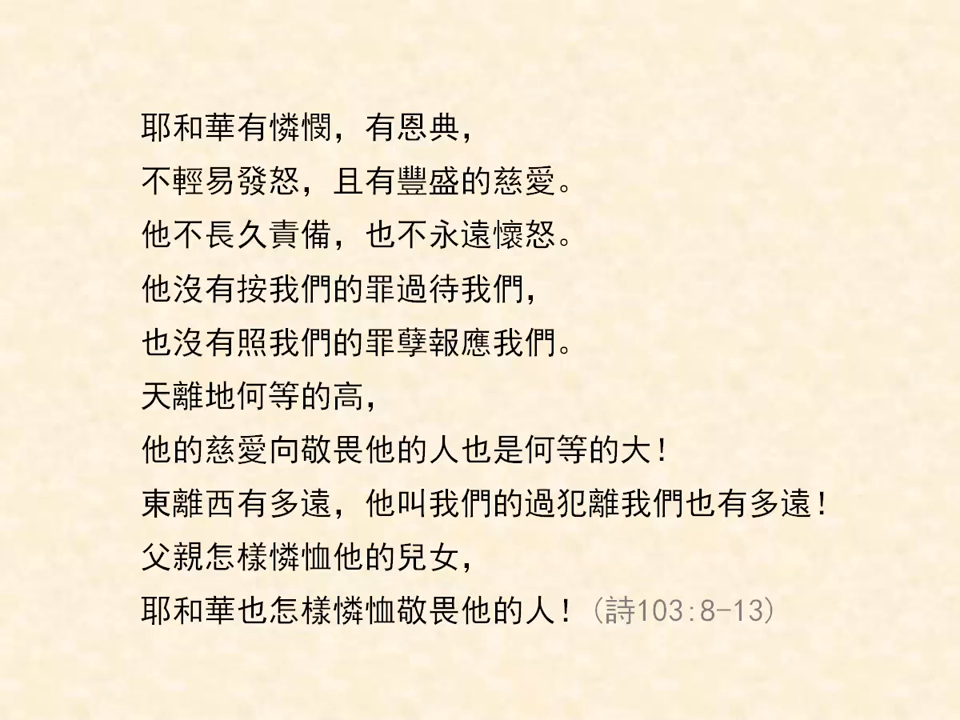 耶和華有憐憫，有恩典，
不輕易發怒，且有豐盛的慈愛。
他不長久責備，也不永遠懷怒。
他沒有按我們的罪過待我們，
也沒有照我們的罪孽報應我們。
天離地何等的高，
他的慈愛向敬畏他的人也是何等的大！
東離西有多遠，他叫我們的過犯離我們也有多遠！
父親怎樣憐恤他的兒女，
耶和華也怎樣憐恤敬畏他的人！(詩103:8-13)